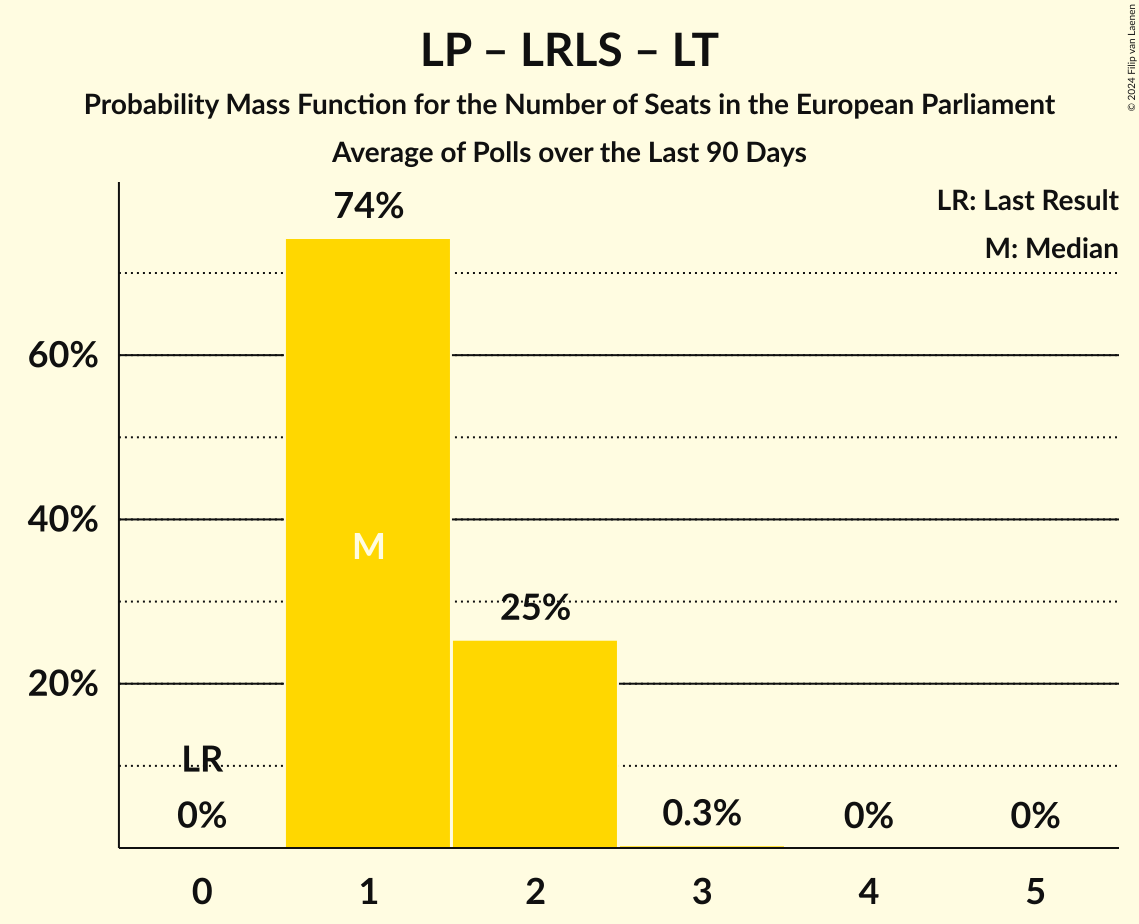 LP – LRLS – LT
Probability Mass Function for the Number of Seats in the European Parliament
Average of Polls over the Last 90 Days
© 2024 Filip van Laenen
LR: Last Result
M: Median
74%
60%
40%
M
25%
20%
LR
0%
0.3%
0%
0%
0 1 2 3 4 5